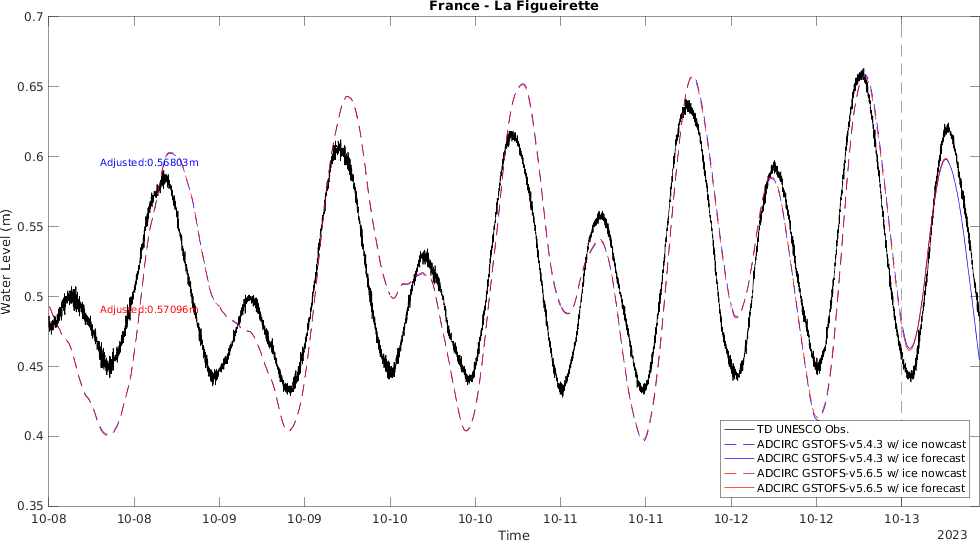 France - La Figueirette
0.7
0.65
0.6
0.55
0.5
0.45
0.4
0.35
Water Level (m)
Adjusted:0.56803m
Adjusted:0.57096m
TD UNESCO Obs.
ADCIRC GSTOFS-v5.4.3 w/ ice nowcast
ADCIRC GSTOFS-v5.4.3 w/ ice forecast
ADCIRC GSTOFS-v5.6.5 w/ ice nowcast
ADCIRC GSTOFS-v5.6.5 w/ ice forecast
10-08 10-08 10-09 10-09 10-10 10-10 10-11 10-11 10-12 10-12 10-13
Time
2023